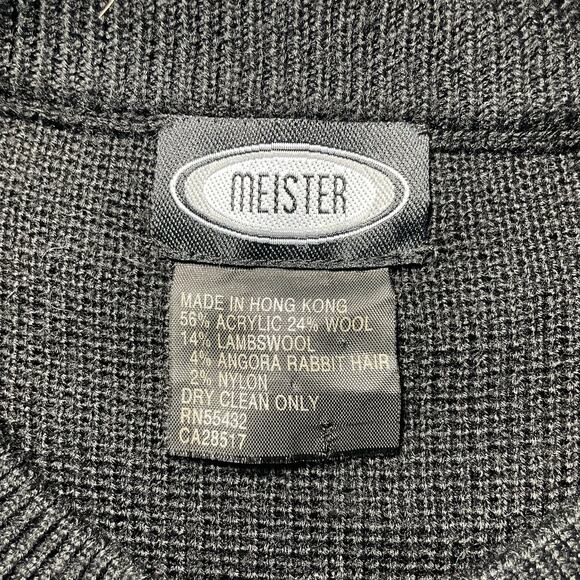 MEISTER
MADE IN HONG KONG
56% ACRYLIC 24% WOOL
14% LAMBSWOOL
4% ANGORA RABBIT HAIR
2% NYLON
DRY CLEAN ONLY
RN55432
CA28517